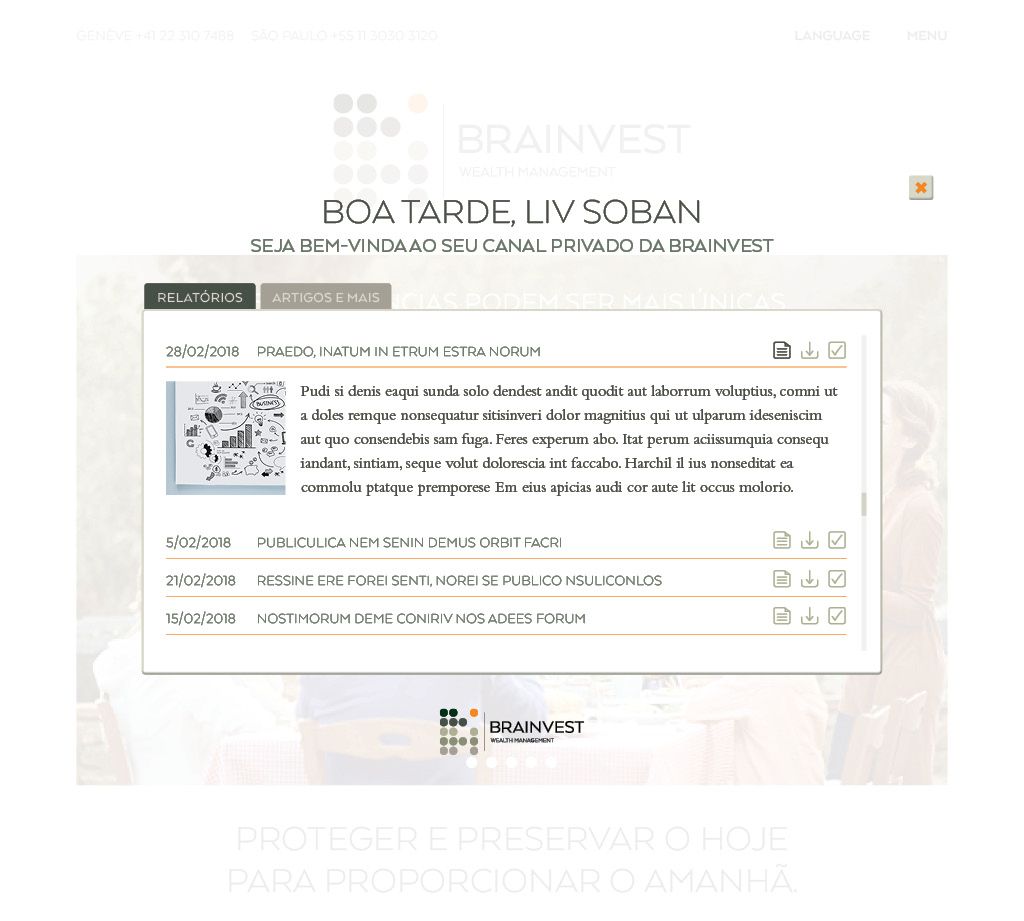 GENÈVE +41 22 310 7488 SÃO PAULO +55 11 3030 3120
LANGUAGE MENU
BRAINVEST
WEALTH MANAGEMENT
BOA TARDE, LIV SOBAN
SEJA BEM-VINDA AO SEU CANAL PRIVADO DA BRAINVEST
PODEM SER MAIS ÚNICAS
RELATÓRIOS ARTIGOS E MAIS
28/02/2018 PRAEDO, INATUM IN ETRUM ESTRA NORUM
BUSINESS
Pudi si denis eaqui sunda solo dendest andit quodit aut laborrum voluptius, comni ut
a doles remque nonsequatur sitisinveri dolor magnitius qui ut ulparum ideseniscim
aut quo consendebis sam fuga. Feres experum abo. Itat perum aciissumquia consequ
iandant, sintiam, seque volut dolorescia int faccabo. Harchil il ius nonseditat ea
commolu ptatque premporese Em eius apicias audi cor aute lit occus molorio.
5/02/2018 PUBLICULICA NEM SENIN DEMUS ORBIT FACRI
21/02/2018 RESSINE ERE FOREI SENTI, NOREI SE PUBLICO NSULICONLOS
15/02/2018 NOSTIMORUM DEME CONIRIV NOS ADEES FORUM
BRAINVEST
WEALTH MANAGEMENT
PROTEGER E PRESERVAR O HOJE
PARA PROPORCIONAR O AMANHÃ.